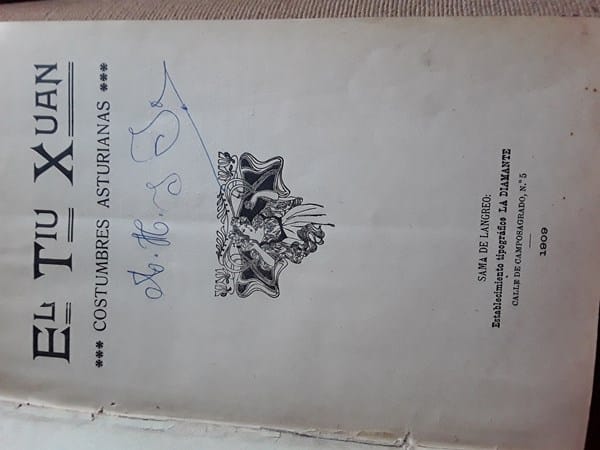 EL TIU XUAN
*** COSTUMBRES ASTURIANAS ***
SAMA DE LANGREO:
Establecimiento tipográfico LA DIAMANTE
CALLE DE CAMPOSAGRADO, N.º 5
1909